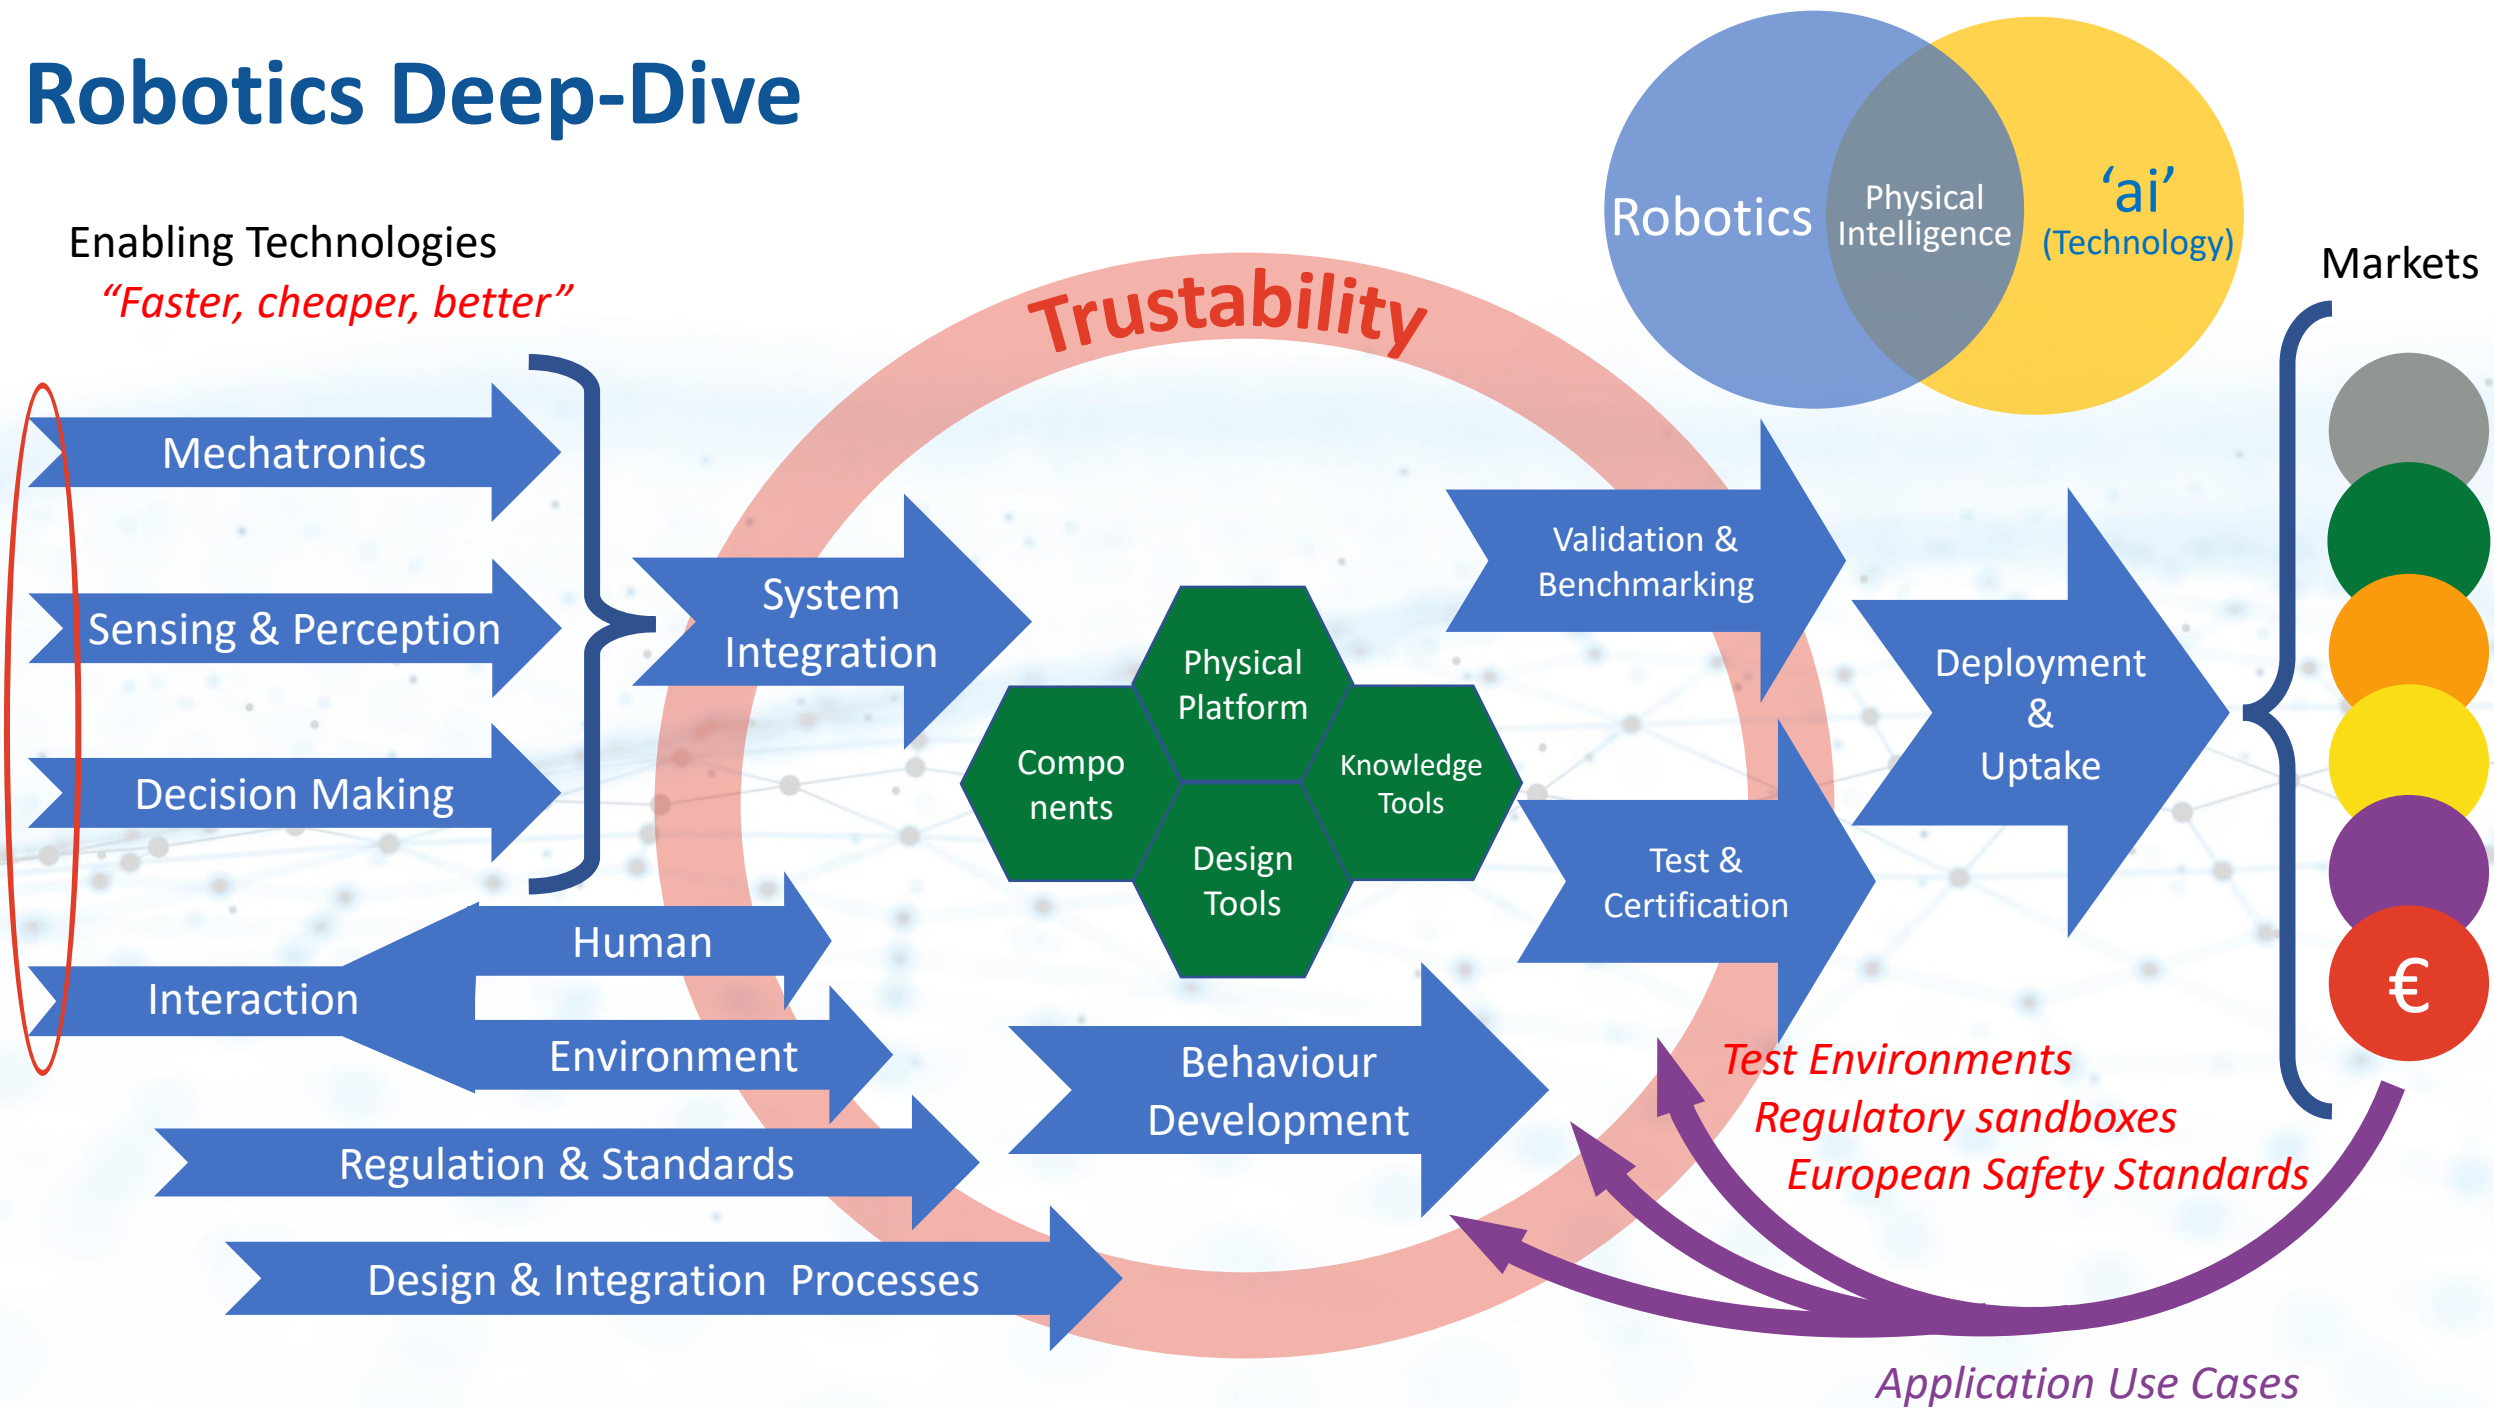 Robotics Deep-Dive
Robotics
Physical
Intelligence
‘ai’
(Technology)
Enabling Technologies
“Faster, cheaper, better”
Markets
Trustability
Mechatronics
Sensing & Perception
Decision Making
Interaction
Human
Environment
Regulation & Standards
Design & Integration  Processes
System
Integration
Physical
Platform
Compo
nents
Knowledge
Tools
Design
Tools
Behaviour
Development
Validation &
Benchmarking
Test &
Certification
Deployment
&
Uptake
€
Test Environments
Regulatory sandboxes
European Safety Standards
Application Use Cases